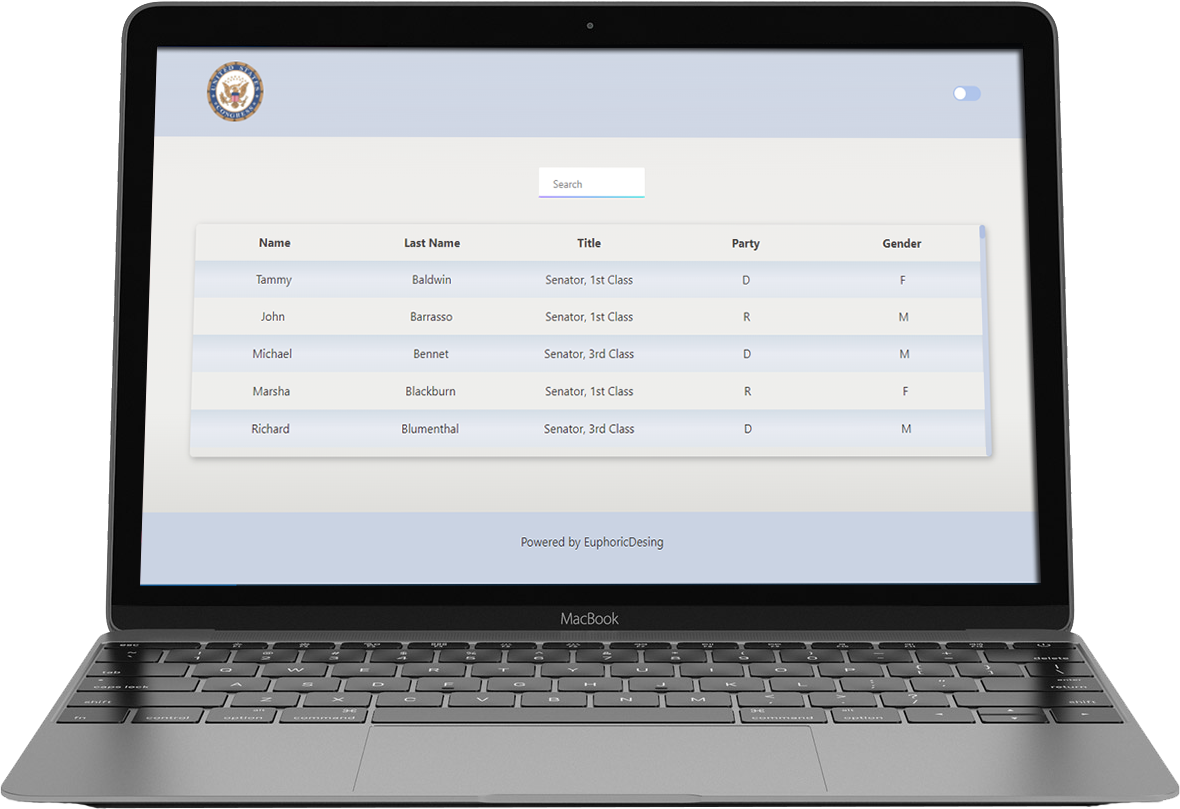 UNITED STATES
CONGRESS
Search
Name Last Name Title Party Gender
Tammy Baldwin Senator, 1st Class D F
John Barrasso Senator, 1st Class R M
Michael Bennet Senator, 3rd Class D M
Marsha Blackburn Senator, 1st Class R F
Richard Blumenthal Senator, 3rd Class D M
Powered by EuphoricDesing
MacBook
esc
delete
tab Q W E R T Y U I O P
caps lock A S D F G H J K L enter return
shift Z X C V B N M shift
fn control option command command option